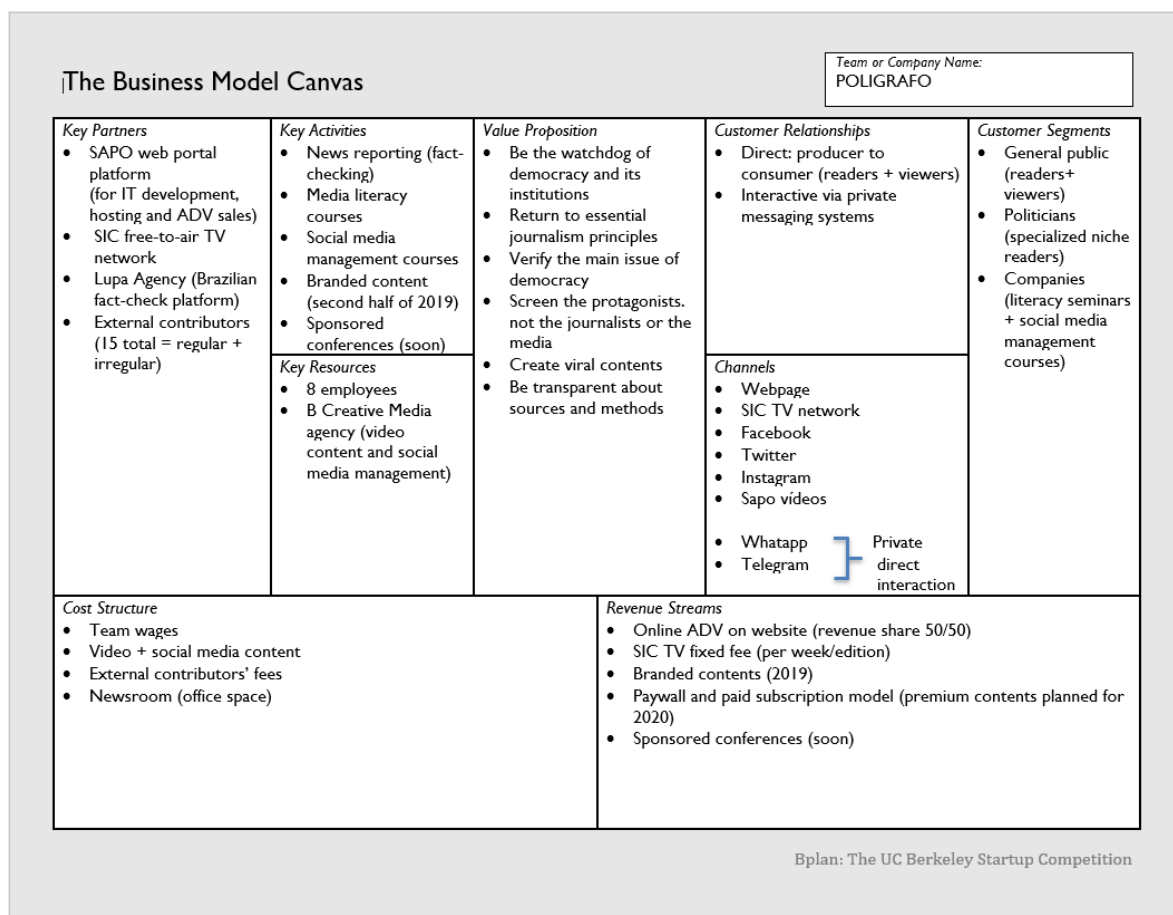 The Business Model Canvas
Team or Company Name:
POLIGRAFO
Key Partners
• SAPO web portal
platform
(for IT development,
hosting and ADV sales)
• SIC free-to-air TV
network
• Lupa Agency (Brazilian
fact-check platform)
• External contributors
(15 total = regular +
irregular)
Key Activities
• News reporting (fact-
checking)
• Media literacy
courses
• Social media
management courses
• Branded content
(second half of 2019)
• Sponsored
conferences (soon)
Key Resources
• 8 employees
• B Creative Media
agency (video
content and social
media management)
Value Proposition
• Be the watchdog of
democracy and its
institutions
• Return to essential
journalism principles
• Verify the main issue of
democracy
• Screen the protagonists.
not the journalists or the
media
• Create viral contents
• Be transparent about
sources and methods
Customer Relationships
• Direct: producer to
consumer (readers + viewers)
• Interactive via private
messaging systems
Channels
• Webpage
• SIC TV network
• Facebook
• Twitter
• Instagram
• Sapo vídeos
• Whatapp
• Telegram
Private
direct
interaction
Customer Segments
• General public
(readers+
viewers)
• Politicians
(specialized niche
readers)
• Companies
(literacy seminars
+ social media
management
courses)
Cost Structure
• Team wages
• Video + social media content
• External contributors’ fees
• Newsroom (office space)
Revenue Streams
• Online ADV on website (revenue share 50/50)
• SIC TV fixed fee (per week/edition)
• Branded contents (2019)
• Paywall and paid subscription model (premium contents planned for
2020)
• Sponsored conferences (soon)
Bplan: The UC Berkeley Startup Competition